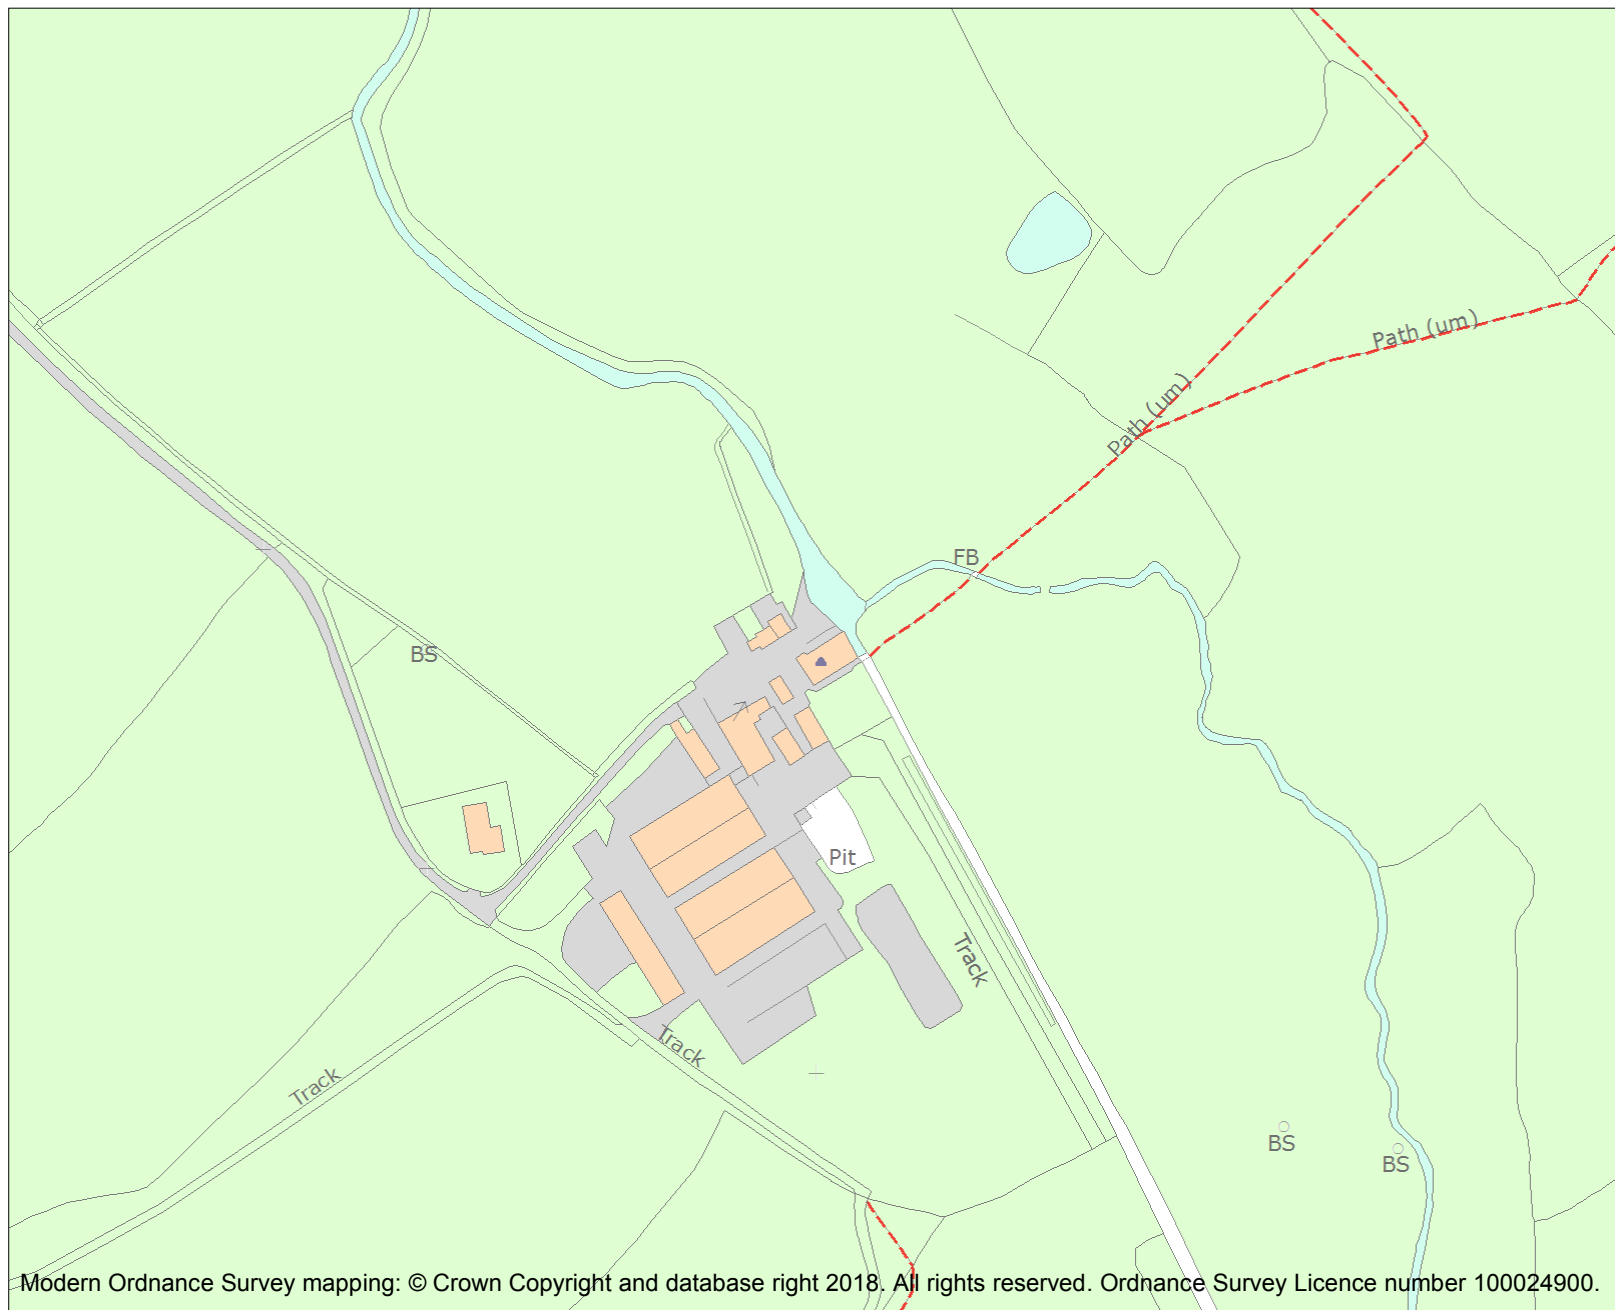 Path (um)
Path (um)
FB
BS
Pit
Track
Track
Track
BS
BS
Modern Ordnance Survey mapping: © Crown Copyright and database right 2018. All rights reserved. Ordnance Survey Licence number 100024900.